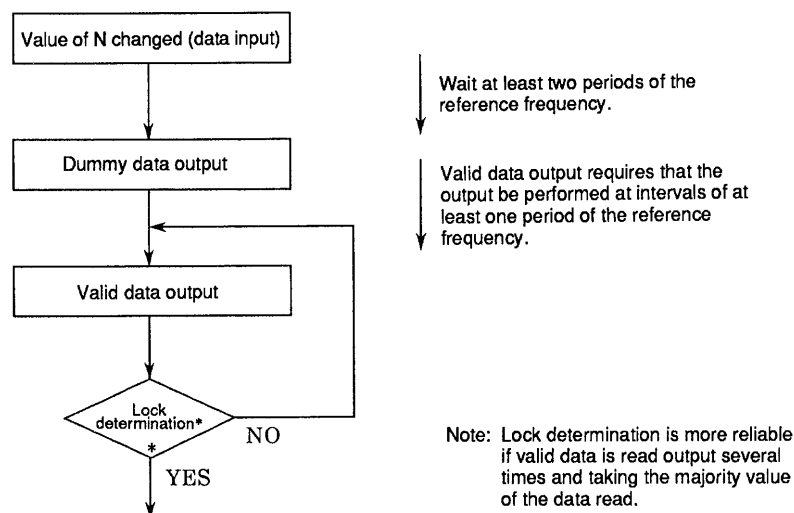 Value of N changed (data input)
Wait at least two periods of the
reference frequency.
Dummy data output
Valid data output requires that the
output be performed at intervals of at
least one period of the reference
frequency.
Valid data output
Lock
determination*
*
NO
YES
Note: Lock determination is more reliable
if valid data is read output several
times and taking the majority value
of the data read.